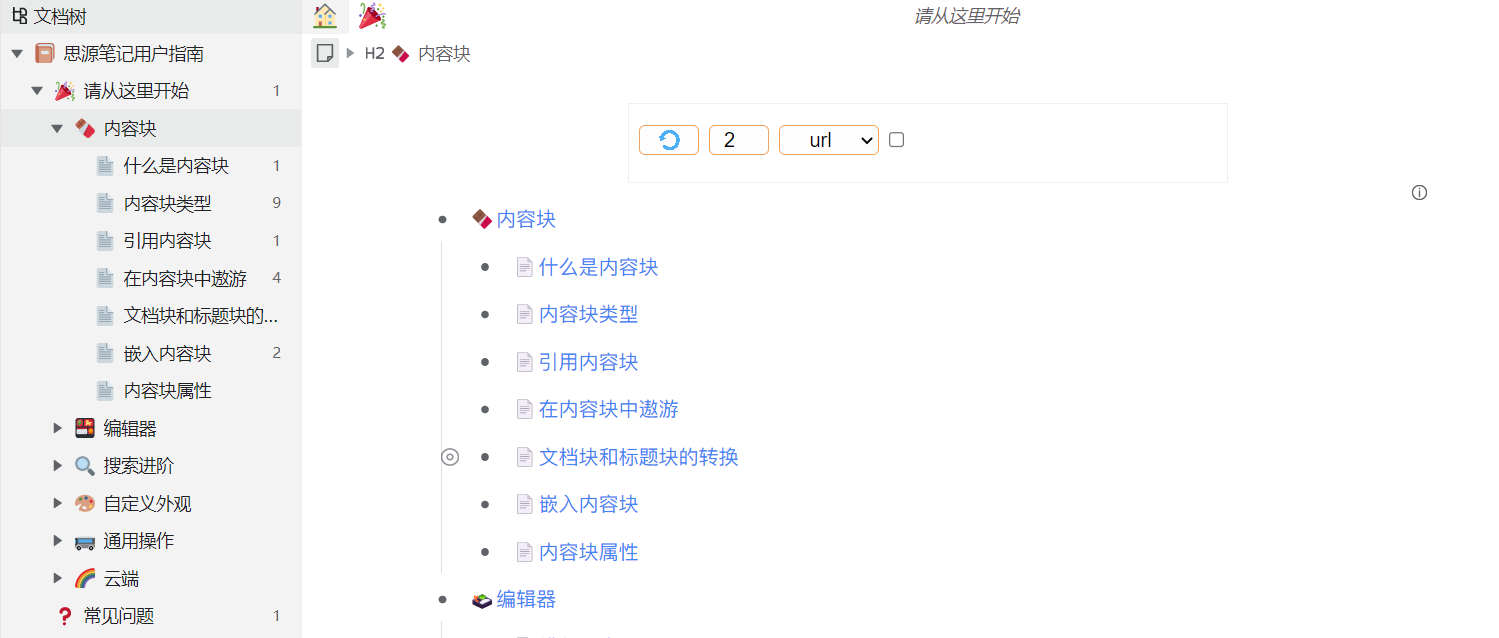 文档树
请从这里开始
思源笔记用户指南
H2 内容块
请从这里开始 1
内容块
什么是内容块 1
内容块类型 9
引用内容块 1
在内容块中遨游 4
文档块和标题块的...
嵌入内容块 2
内容块属性
编辑器
搜索进阶
自定义外观
通用操作
云端
常见问题 1
2 url
内容块
什么是内容块
内容块类型
引用内容块
在内容块中遨游
文档块和标题块的转换
嵌入内容块
内容块属性
编辑器